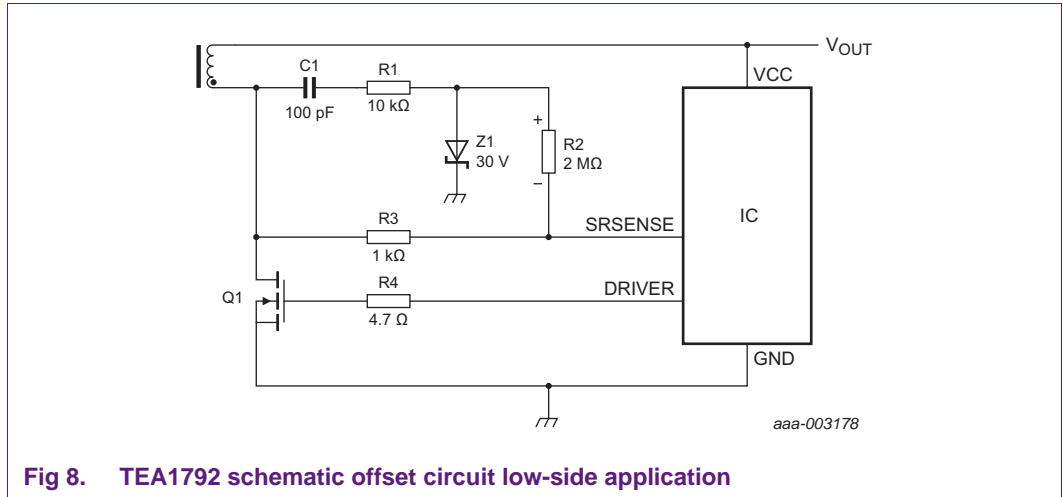 V_OUT
VCC
C1
100 pF
R1
10 kΩ
Z1
30 V
+
R2
2 MΩ
−
IC
R3
1 kΩ
SRSENSE
Q1
R4
4.7 Ω
DRIVER
GND
aaa-003178
Fig 8. TEA1792 schematic offset circuit low-side application